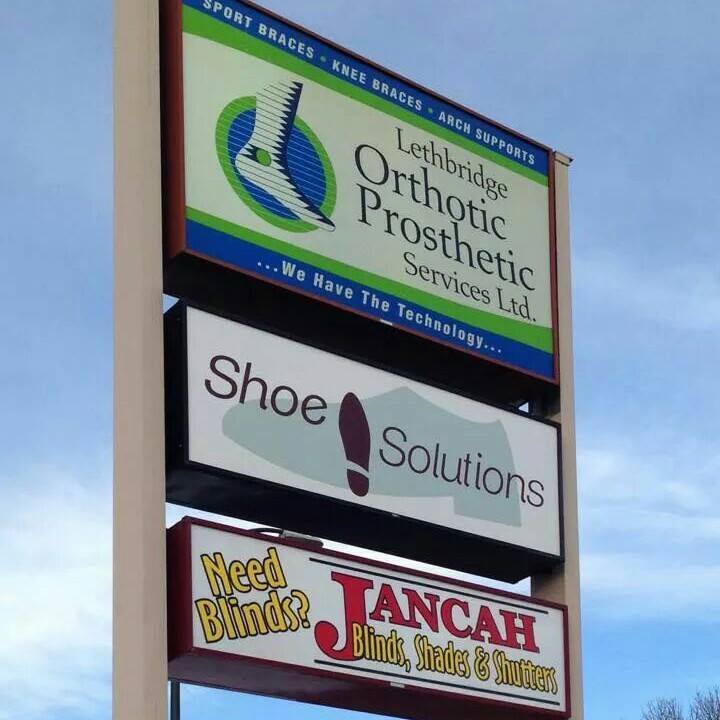 SPORT BRACES • KNEE BRACES • ARCH SUPPORTS
Lethbridge
Orthotic
Prosthetic
Services Ltd.
...We Have The Technology...
Shoe Solutions
Need
Blinds?
JANCAH
Blinds, Shades & Shutters